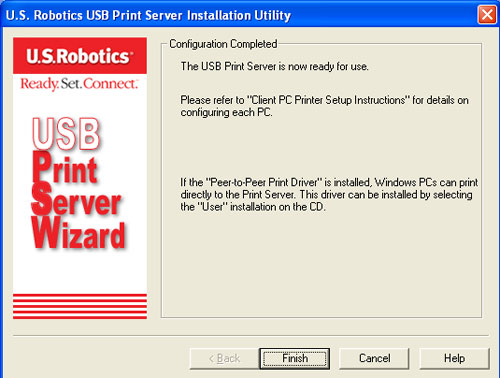 U.S. Robotics USB Print Server Installation Utility
U.S.Robotics®
Ready. Set. Connect.
USB
Print
Server
Wizard
Configuration Completed
The USB Print Server is now ready for use.
Please refer to "Client PC Printer Setup Instructions" for details on
configuring each PC.
If the "Peer-to-Peer Print Driver" is installed, Windows PCs can print
directly to the Print Server. This driver can be installed by selecting
the "User" installation on the CD.
< Back
Finish
Cancel
Help